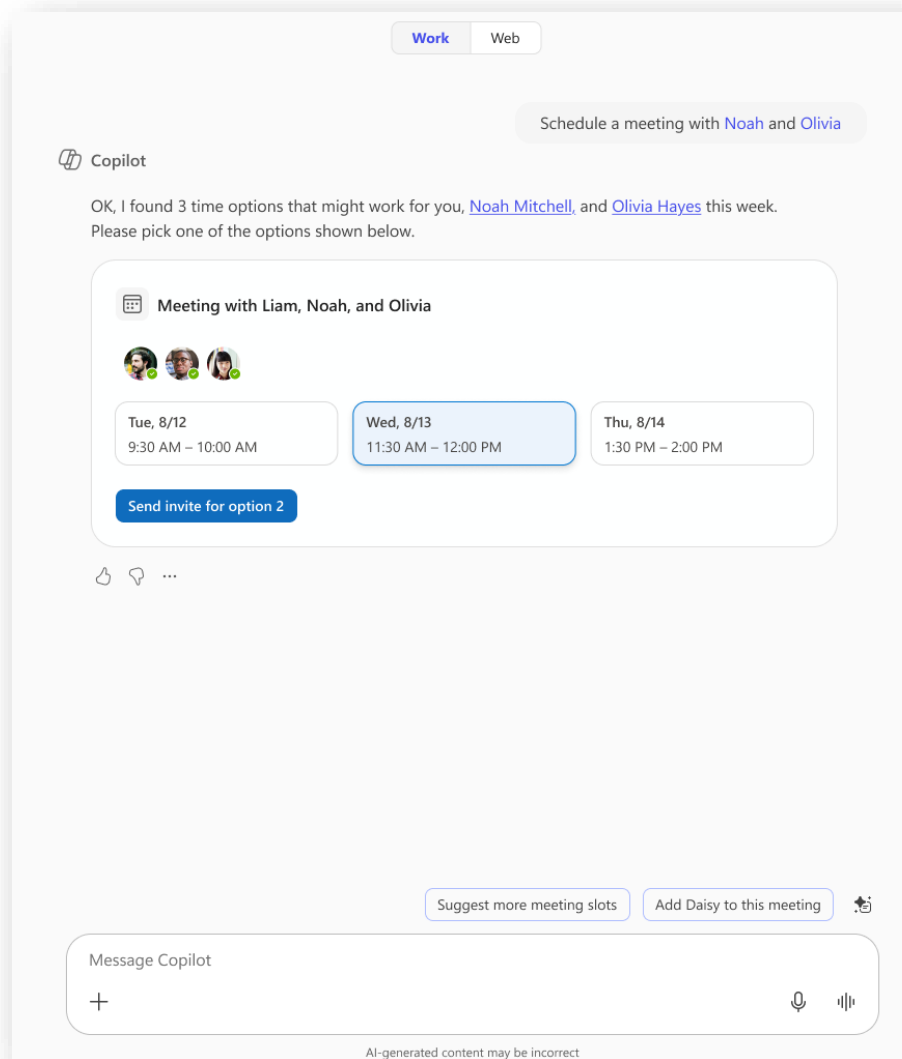 Work Web
Schedule a meeting with Noah and Olivia
Copilot
OK, I found 3 time options that might work for you, Noah Mitchell, and Olivia Hayes this week.
Please pick one of the options shown below.
Meeting with Liam, Noah, and Olivia
Tue, 8/12
9:30 AM – 10:00 AM
Wed, 8/13
11:30 AM – 12:00 PM
Thu, 8/14
1:30 PM – 2:00 PM
Send invite for option 2
Suggest more meeting slots
Add Daisy to this meeting
Message Copilot
AI-generated content may be incorrect